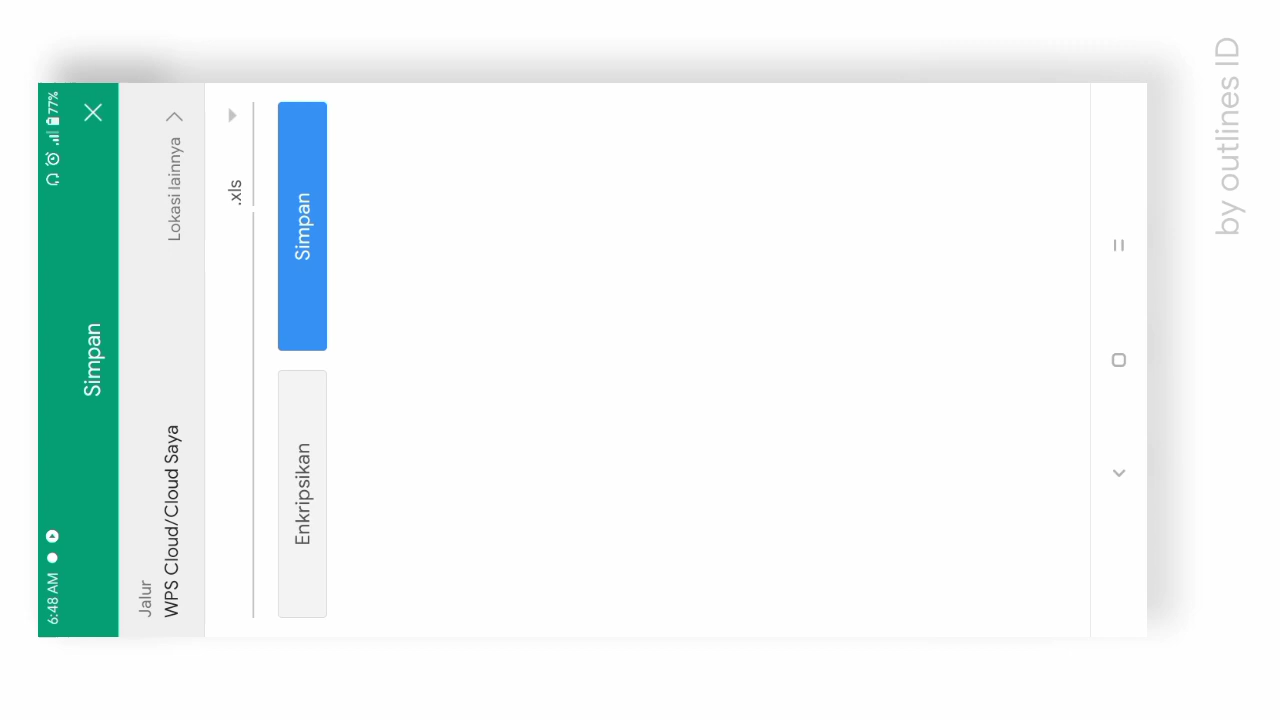 6:48 AM 77%
Simpan
Jalur
WPS Cloud/Cloud Saya
Lokasi lainnya
.xls
Enkripsikan
Simpan
by outlines ID